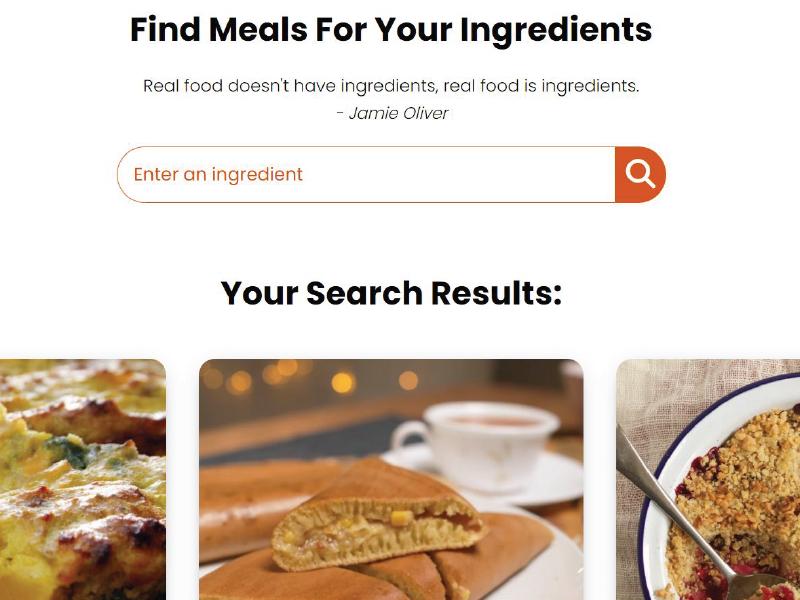 Find Meals For Your Ingredients
Real food doesn't have ingredients, real food is ingredients.
- Jamie Oliver
Enter an ingredient
Your Search Results: